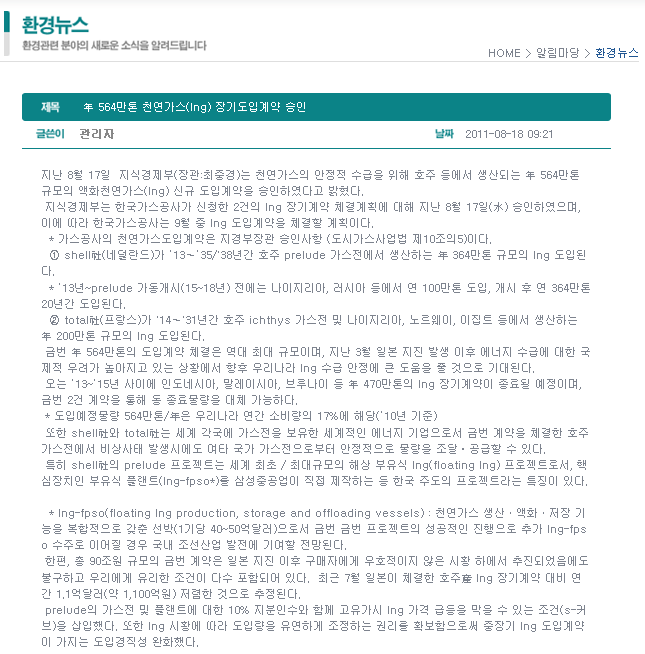 환경뉴스
환경관련 분야의 새로운 소식을 알려드립니다
HOME > 알림마당 > 환경뉴스
제목 年 564만톤 천연가스(lng) 장기도입계약 승인
글쓴이 관리자 날짜 2011-08-18 09:21
지난 8월 17일 지식경제부(장관:최중경)는 천연가스의 안정적 수급을 위해 호주 등에서 생산되는 年 564만톤
규모의 액화천연가스(lng) 신규 도입계약을 승인하였다고 밝혔다.
지식경제부는 한국가스공사가 신청한 2건의 lng 장기계약 체결계획에 대해 지난 8월 17일(水) 승인하였으며,
이에 따라 한국가스공사는 9월 중 lng 도입계약을 체결할 계획이다.
* 가스공사의 천연가스도입계약은 지경부장관 승인사항 (도시가스사업법 제10조의5)이다.
① shell社(네덜란드)가 '13~'35/'38년간 호주 prelude 가스전에서 생산하는 年 364만톤 규모의 lng 도입된
다.
* '13년~prelude 가동개시(15~18년) 전에는 나이지리아, 러시아 등에서 연 100만톤 도입, 개시 후 연 364만톤
20년간 도입된다.
② total社(프랑스)가 '14~'31년간 호주 ichthys 가스전 및 나이지리아, 노르웨이, 이집트 등에서 생산하는
年 200만톤 규모의 lng 도입된다.
금번 年 564만톤의 도입계약 체결은 역대 최대 규모이며, 지난 3월 일본 지진 발생 이후 에너지 수급에 대한 국
제적 우려가 높아지고 있는 상황에서 향후 우리나라 lng 수급 안정에 큰 도움을 줄 것으로 기대된다.
오는 '13~'15년 사이에 인도네시아, 말레이시아, 브루나이 등 年 470만톤의 lng 장기계약이 종료될 예정이며,
금번 2건 계약을 통해 동 종료물량을 대체 가능하다.
* 도입예정물량 564만톤/年은 우리나라 연간 소비량의 17%에 해당('10년 기준)
또한 shell社와 total社는 세계 각국에 가스전을 보유한 세계적인 에너지 기업으로서 금번 계약을 체결한 호주
가스전에서 비상사태 발생시에도 여타 국가 가스전으로부터 안정적으로 물량을 조달·공급할 수 있다.
특히 shell社의 prelude 프로젝트는 세계 최초 / 최대규모의 해상 부유식 lng(floating lng) 프로젝트로서, 핵
심장치인 부유식 플랜트(lng-fpso*)를 삼성중공업이 직접 제작하는 등 한국 주도의 프로젝트라는 특징이 있다.
* lng-fpso(floating lng production, storage and offloading vessels) : 천연가스 생산·액화·저장 기
능을 복합적으로 갖춘 선박(1기당 40~50억달러)으로서 금번 금번 프로젝트의 성공적인 진행으로 추가 lng-fps
o 수주로 이어질 경우 국내 조선산업 발전에 기여할 전망된다.
한편, 총 90조원 규모의 금번 계약은 일본 지진 이후 구매자에게 우호적이지 않은 시황 하에서 추진되었음에도
불구하고 우리에게 유리한 조건이 다수 포함되어 있다. 최근 7월 일본이 체결한 호주産 lng 장기계약 대비 연
간 1.1억달러(약 1,100억원) 저렴한 것으로 추정된다.
prelude의 가스전 및 플랜트에 대한 10% 지분인수와 함께 고유가시 lng 가격 급등을 막을 수 있는 조건(s-커
브)을 삽입했다. 또한 lng 시황에 따라 도입량을 유연하게 조정하는 권리를 확보함으로써 중장기 lng 도입계약
이 가지는 도입경직성 완화했다.